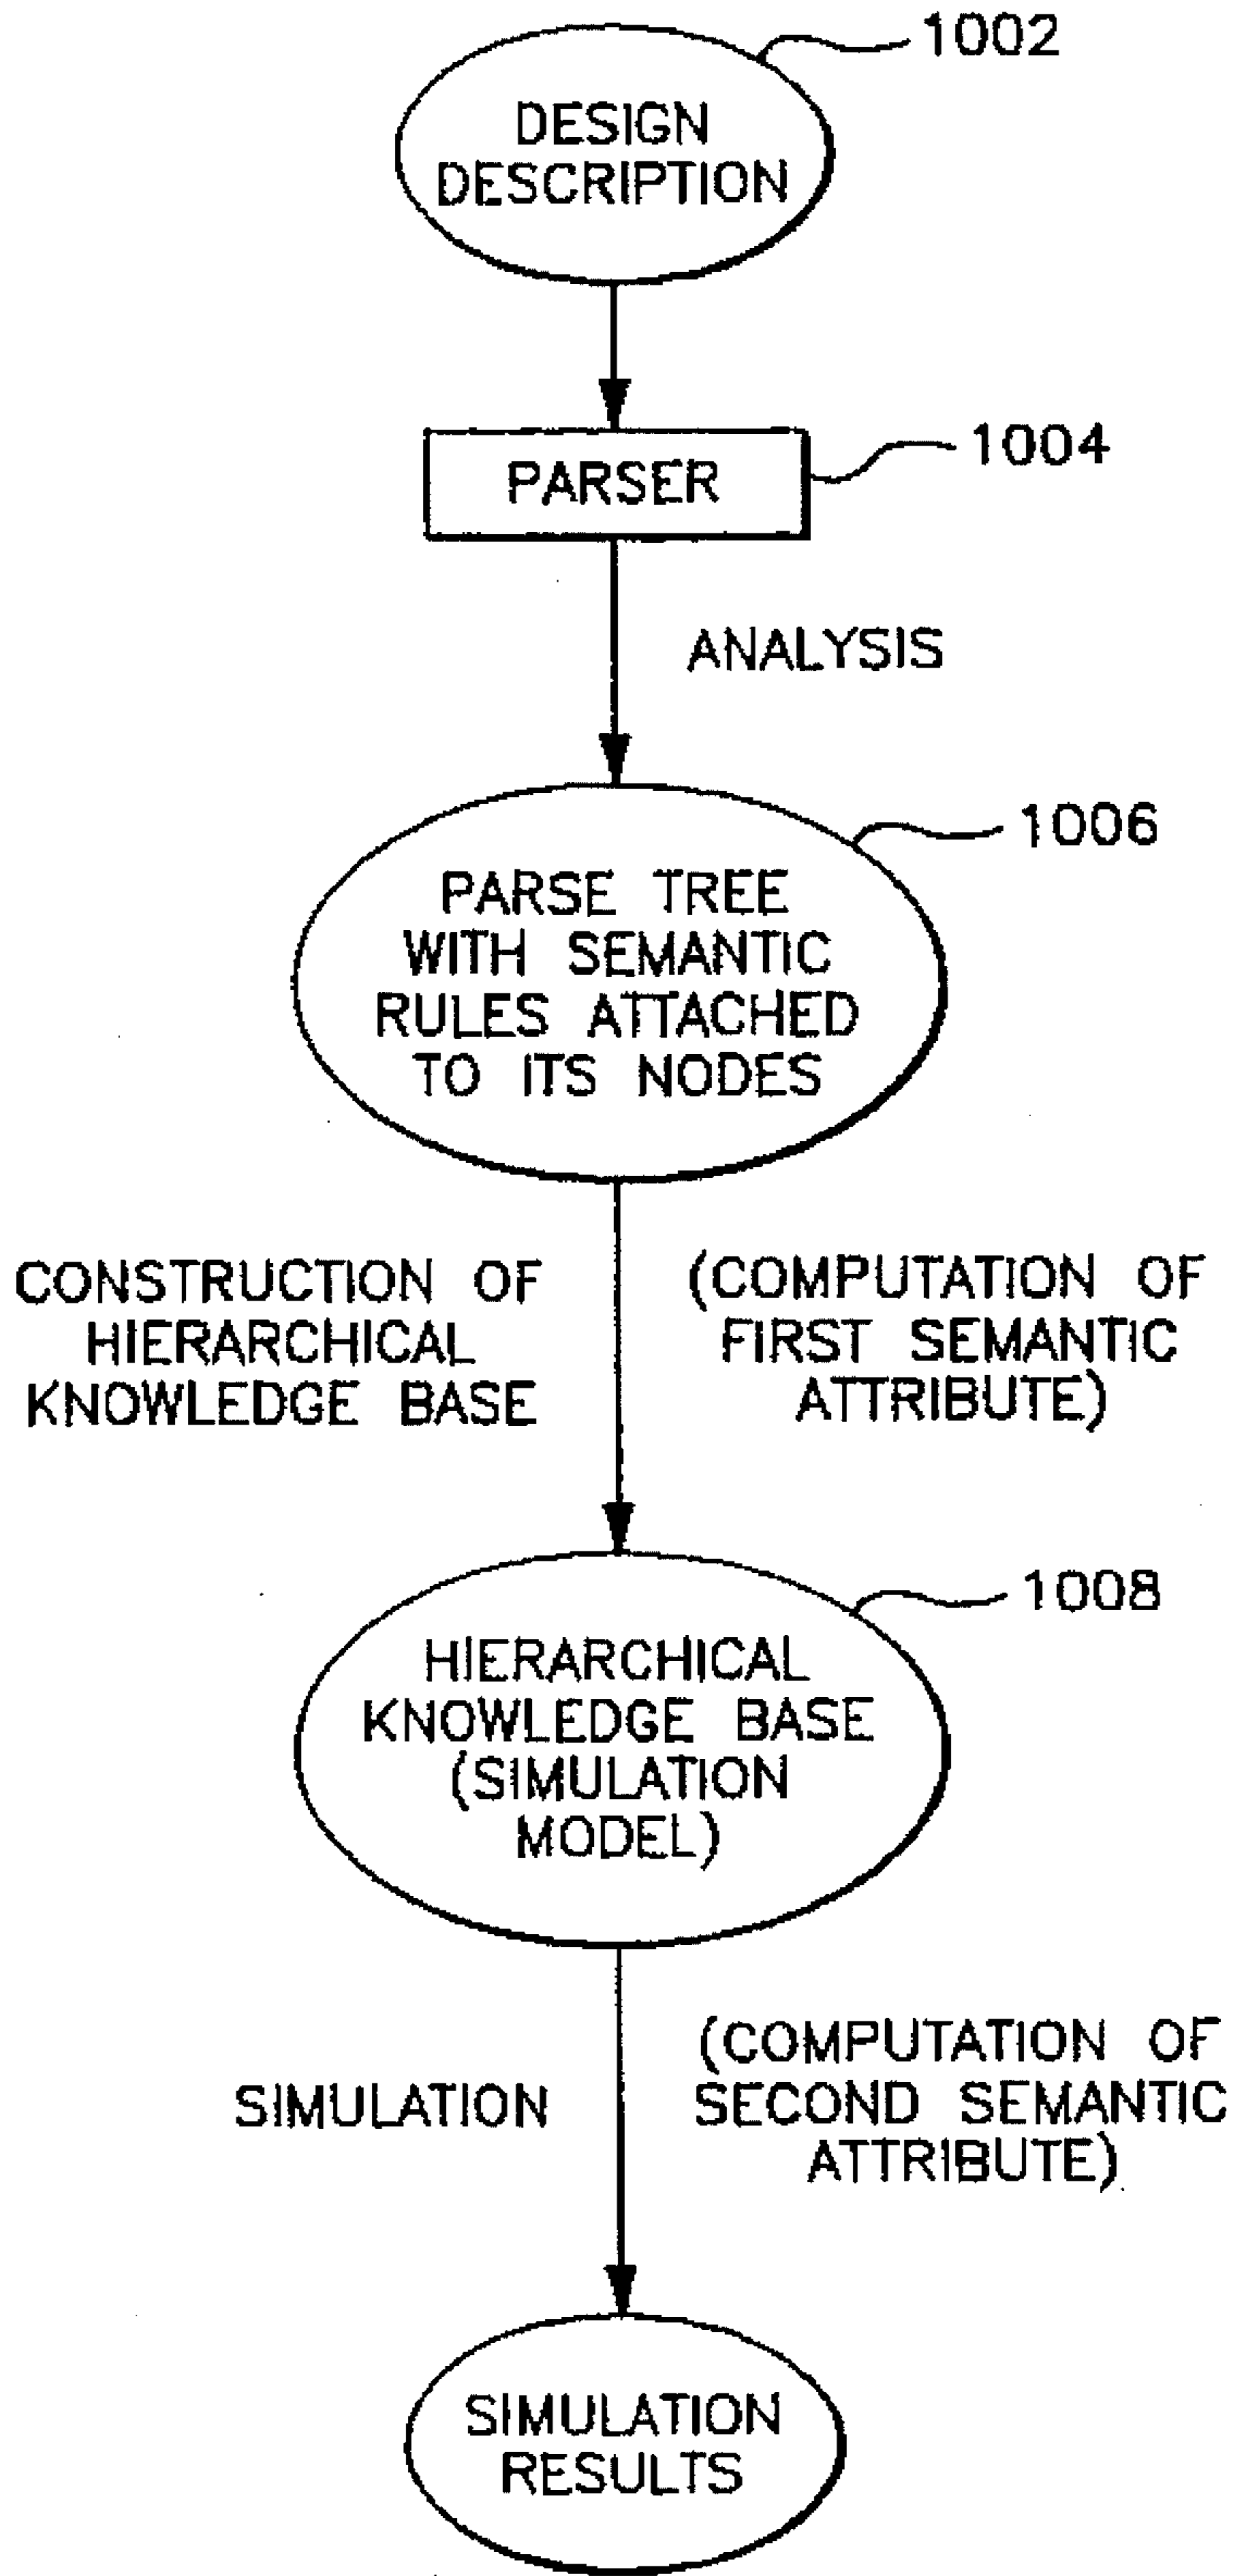 1002
DESIGN
DESCRIPTION
1004
PARSER
ANALYSIS
1006
PARSE TREE
WITH SEMANTIC
RULES ATTACHED
TO ITS NODES
CONSTRUCTION OF
HIERARCHICAL
KNOWLEDGE BASE
(COMPUTATION OF
FIRST SEMANTIC
ATTRIBUTE)
1008
HIERARCHICAL
KNOWLEDGE BASE
(SIMULATION
MODEL)
SIMULATION
(COMPUTATION OF
SECOND SEMANTIC
ATTRIBUTE)
SIMULATION
RESULTS